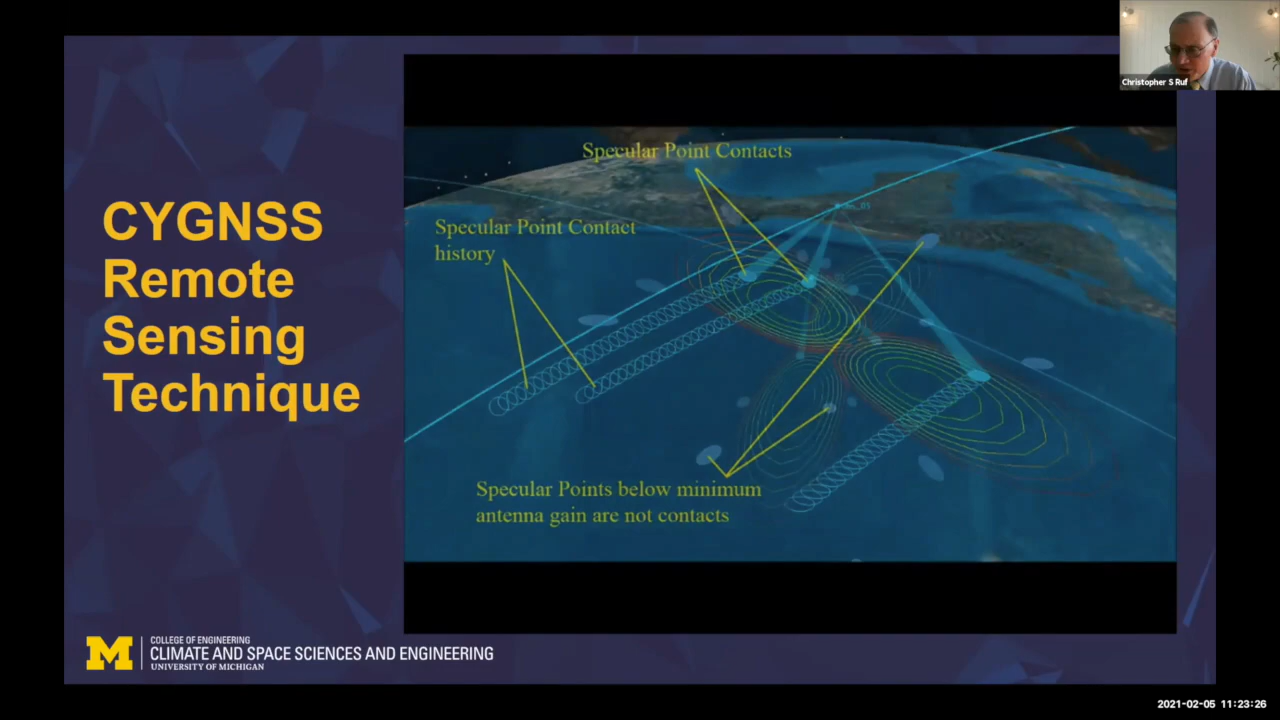 Christopher S Ruf
CYGNSS
Remote
Sensing
Technique
Specular Point Contacts
Specular Point Contact
history
Specular Points below minimum
antenna gain are not contacts
M
COLLEGE OF ENGINEERING
CLIMATE AND SPACE SCIENCES AND ENGINEERING
UNIVERSITY OF MICHIGAN
2021-02-05 11:23:26